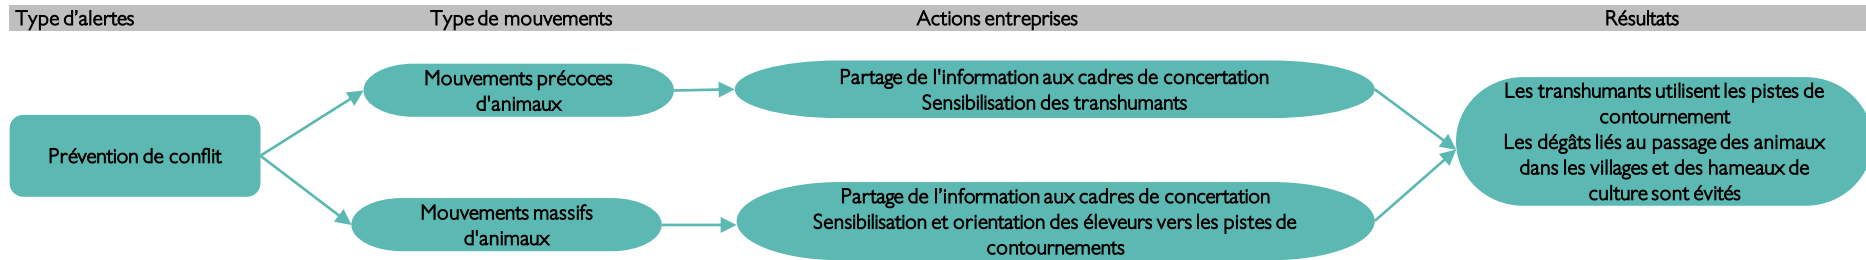 Type d’alertes
Type de mouvements
Actions entreprises
Résultats
Prévention de conflit
Mouvements précoces
d'animaux
Partage de l'information aux cadres de concertation
Sensibilisation des transhumants
Mouvements massifs
d'animaux
Partage de l’information aux cadres de concertation
Sensibilisation et orientation des éleveurs vers les pistes de
contournements
Les transhumants utilisent les pistes de
contournement
Les dégâts liés au passage des animaux
dans les villages et des hameaux de
culture sont évités